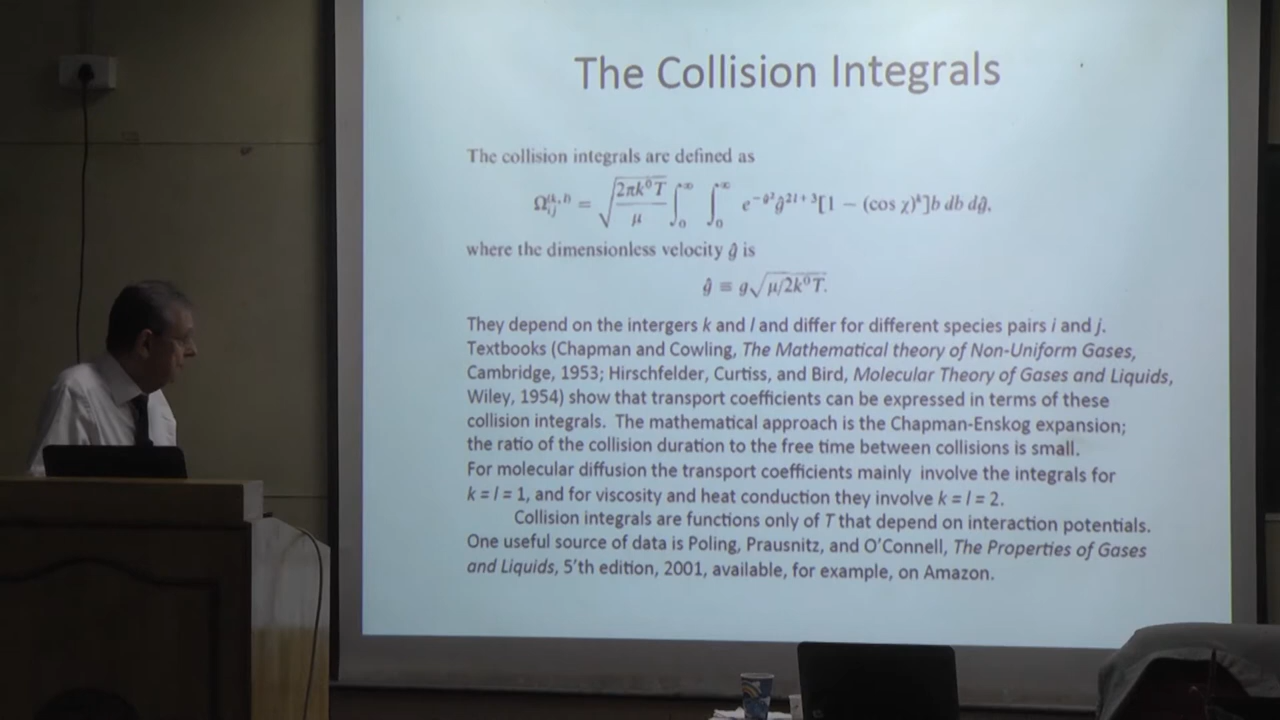 The Collision Integrals
The collision integrals are defined as
Ω_{ij}^{(k, l)} = √(2πk⁰T/μ) ∫₀^∞ ∫₀^∞ e^{−ĝ²}ĝ^{2l+3}[1 − (cos χ)^k]b db dĝ,
where the dimensionless velocity ĝ is
ĝ ≡ g√(μ/2k⁰T).
They depend on the intergers k and l and differ for different species pairs i and j.
Textbooks (Chapman and Cowling, The Mathematical theory of Non-Uniform Gases,
Cambridge, 1953; Hirschfelder, Curtiss, and Bird, Molecular Theory of Gases and Liquids,
Wiley, 1954) show that transport coefficients can be expressed in terms of these
collision integrals. The mathematical approach is the Chapman-Enskog expansion;
the ratio of the collision duration to the free time between collisions is small.
For molecular diffusion the transport coefficients mainly involve the integrals for
k = l = 1, and for viscosity and heat conduction they involve k = l = 2.
Collision integrals are functions only of T that depend on interaction potentials.
One useful source of data is Poling, Prausnitz, and O'Connell, The Properties of Gases
and Liquids, 5'th edition, 2001, available, for example, on Amazon.